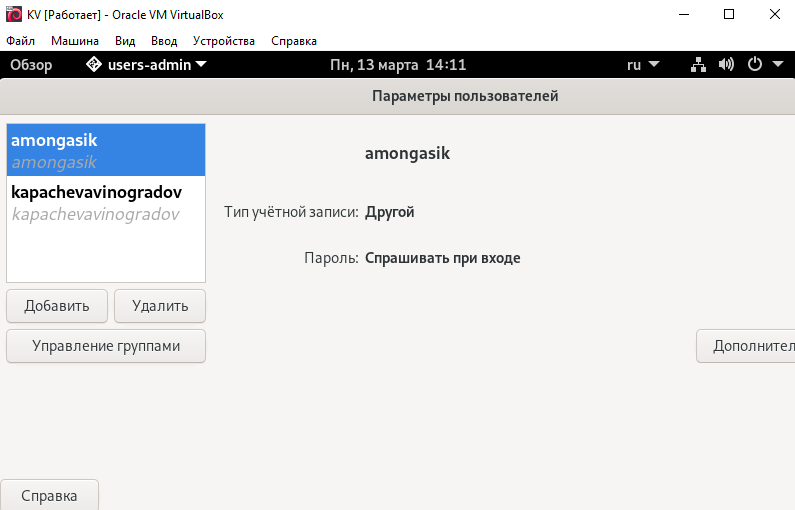 KV [Работает] - Oracle VM VirtualBox
Файл Машина Вид Ввод Устройства Справка
Обзор users-admin Пн, 13 марта 14:11 ru
Параметры пользователей
amongasik
amongasik
kapachevavinogradov
kapachevavinogradov
Добавить Удалить
Управление группами
amongasik
Тип учётной записи: Другой
Пароль: Спрашивать при входе
Дополнител
Справка